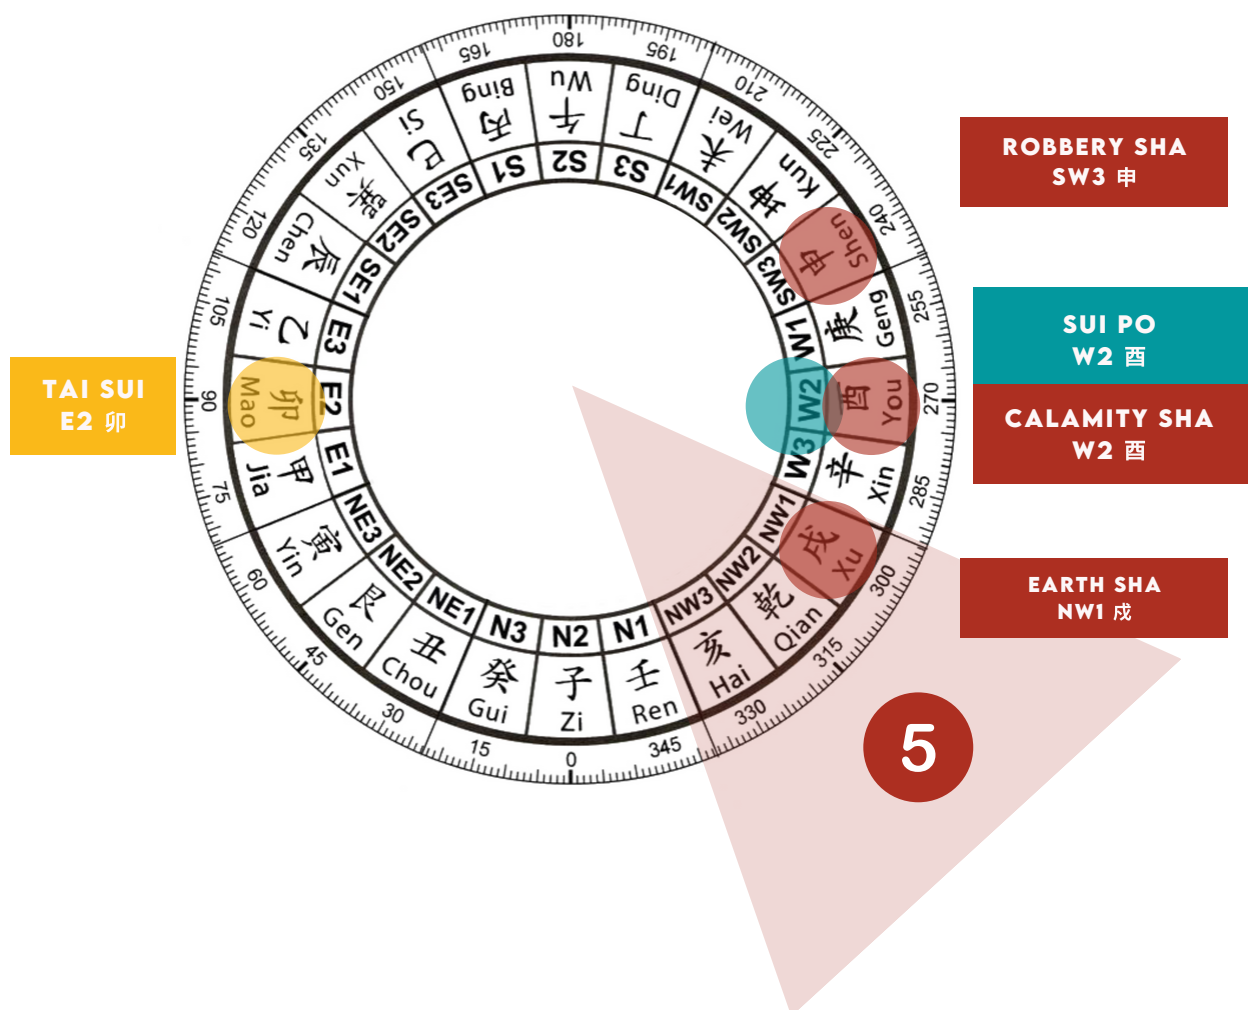 ROBBERY SHA
SW3 申
SUI PO
W2 酉
CALAMITY SHA
W2 酉
EARTH SHA
NW1 戌
TAI SUI
E2 卯
5
180
195
210
225
240
255
270
285
300
315
330
345
0
15
30
45
60
75
90
105
120
135
150
165
Wu
午
S2
Ding
丁
S3
Wei
未
SW1
Kun
坤
SW2
Shen
申
SW3
Geng
庚
W1
You
酉
W2
Xin
辛
W3
Xu
戌
NW1
Qian
乾
NW2
Hai
亥
NW3
Ren
壬
N1
Zi
子
N2
Gui
癸
N3
Chou
丑
NE1
Gen
艮
NE2
Yin
寅
NE3
Jia
甲
E1
Mao
卯
E2
Yi
乙
E3
Chen
辰
SE1
Xun
巽
SE2
Si
巳
SE3
Bing
丙
S1